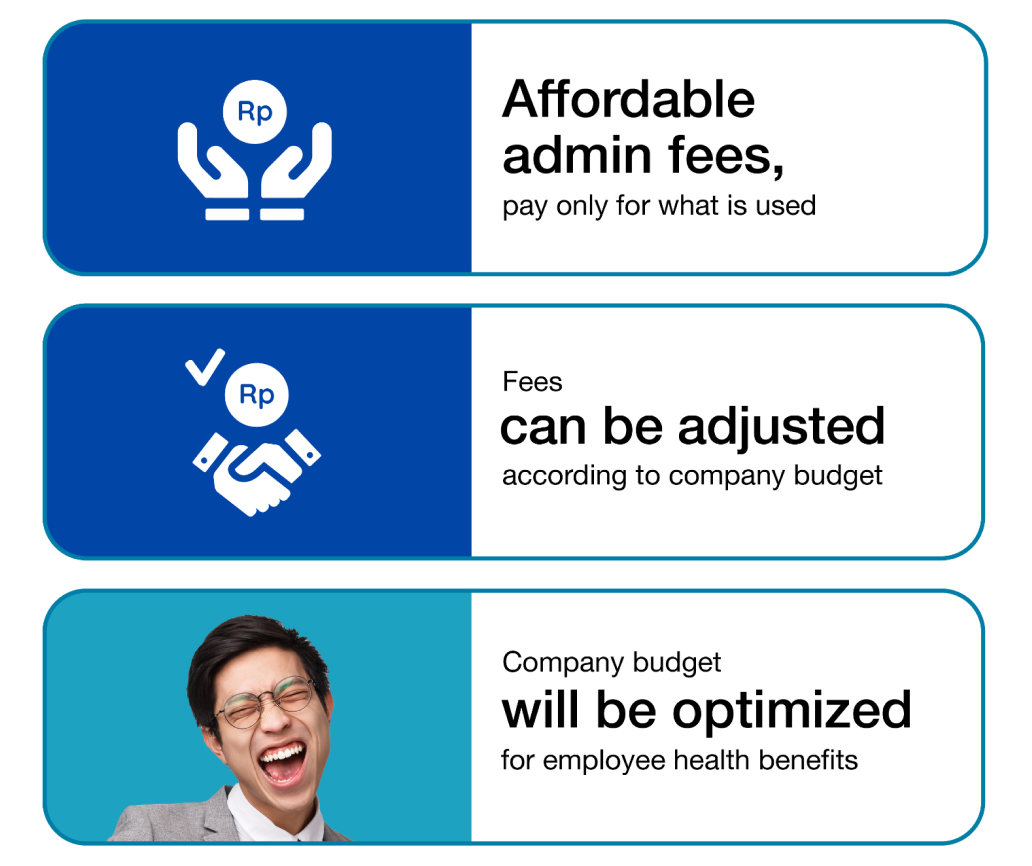 Rp
Affordable
admin fees,
pay only for what is used
Rp
Fees
can be adjusted
according to company budget
Company budget
will be optimized
for employee health benefits